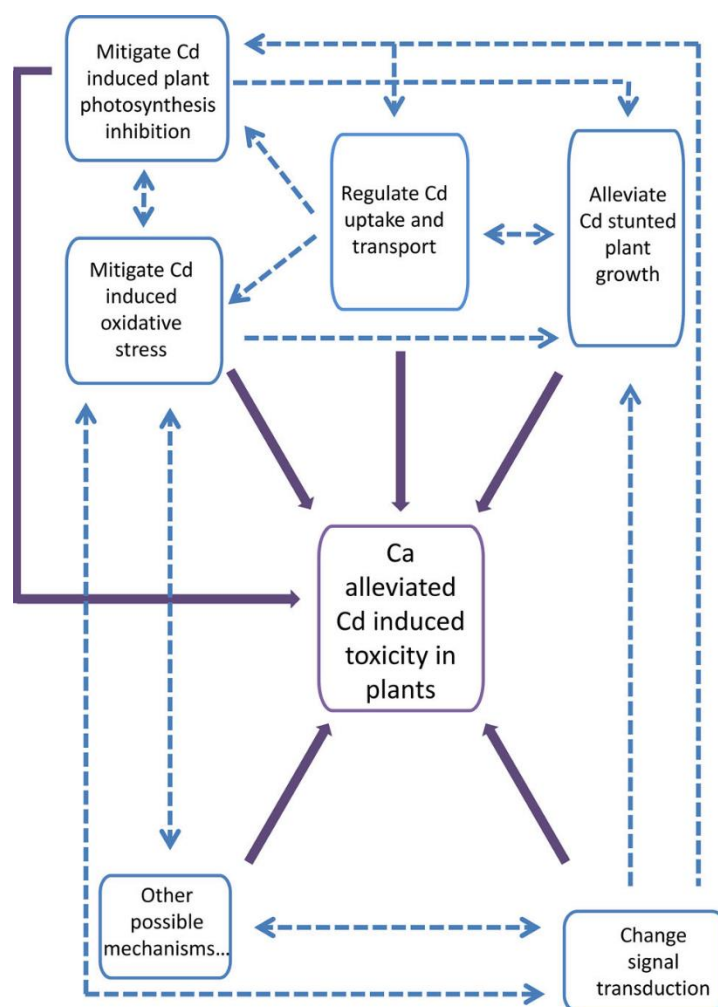 Mitigate Cd
induced plant
photosynthesis
inhibition
Regulate Cd
uptake and
transport
Alleviate
Cd stunted
plant
growth
Mitigate Cd
induced
oxidative
stress
Ca
alleviated
Cd induced
toxicity in
plants
Other
possible
mechanisms…
Change
signal
transduction